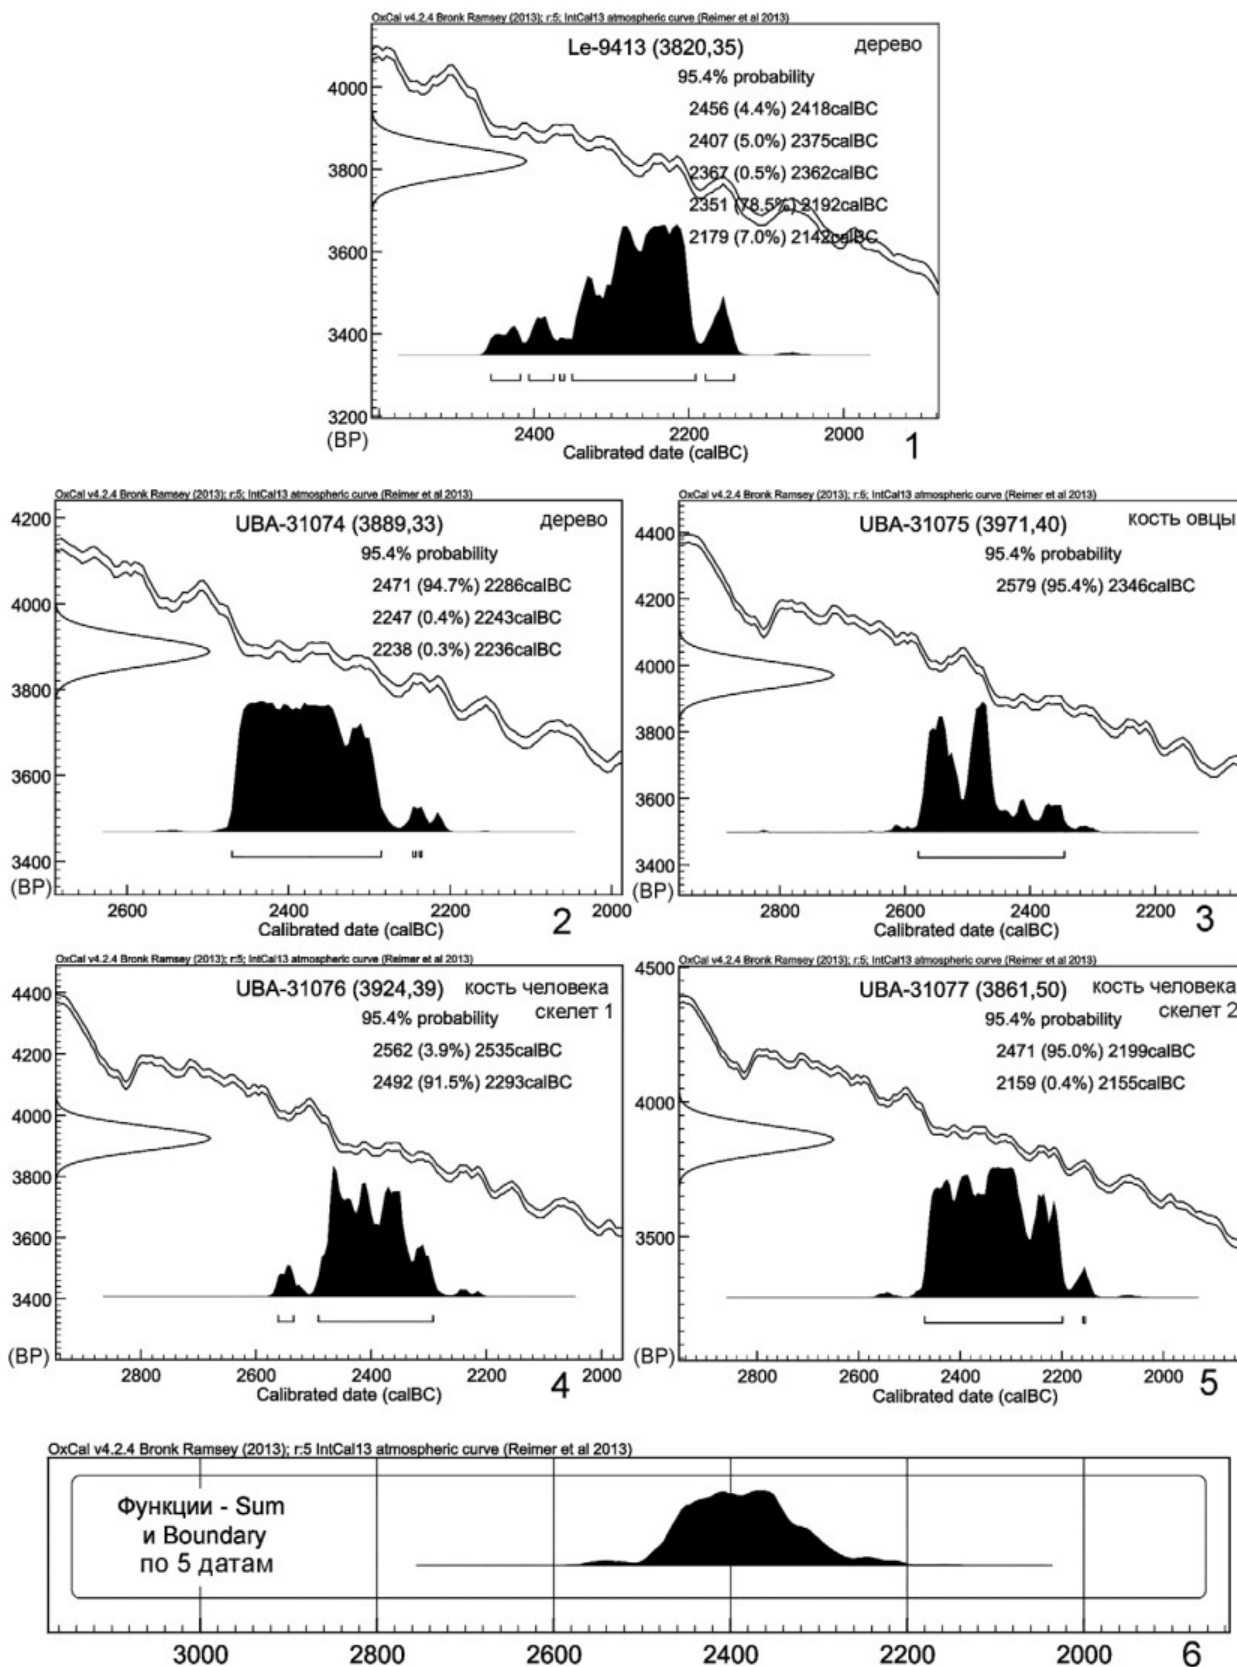 OxCal v4.2.4 Bronk Ramsey (2013); r:5; IntCal13 atmospheric curve (Reimer et al 2013)
Le-9413 (3820,35)
дерево
95.4% probability
2456 (4.4%) 2418calBC
2407 (5.0%) 2375calBC
2367 (0.5%) 2362calBC
2351 (78.5%) 2192calBC
2179 (7.0%) 2142calBC
4000
3800
3600
3400
3200
(BP)
2400 2200 2000
Calibrated date (calBC)
1
OxCal v4.2.4 Bronk Ramsey (2013); r:5; IntCal13 atmospheric curve (Reimer et al 2013)
UBA-31074 (3889,33)
дерево
95.4% probability
2471 (94.7%) 2286calBC
2247 (0.4%) 2243calBC
2238 (0.3%) 2236calBC
4200
4000
3800
3600
3400
(BP)
2600 2400 2200 2000
Calibrated date (calBC)
2
OxCal v4.2.4 Bronk Ramsey (2013); r:5; IntCal13 atmospheric curve (Reimer et al 2013)
UBA-31075 (3971,40)
кость овцы
95.4% probability
2579 (95.4%) 2346calBC
4400
4200
4000
3800
3600
3400
(BP)
2800 2600 2400 2200
Calibrated date (calBC)
3
OxCal v4.2.4 Bronk Ramsey (2013); r:5; IntCal13 atmospheric curve (Reimer et al 2013)
UBA-31076 (3924,39)
кость человека
скелет 1
95.4% probability
2562 (3.9%) 2535calBC
2492 (91.5%) 2293calBC
4400
4200
4000
3800
3600
3400
(BP)
2800 2600 2400 2200 2000
Calibrated date (calBC)
4
OxCal v4.2.4 Bronk Ramsey (2013); r:5; IntCal13 atmospheric curve (Reimer et al 2013)
UBA-31077 (3861,50)
кость человека
скелет 2
95.4% probability
2471 (95.0%) 2199calBC
2159 (0.4%) 2155calBC
4500
4000
3500
(BP)
2800 2600 2400 2200 2000
Calibrated date (calBC)
5
OxCal v4.2.4 Bronk Ramsey (2013); r:5 IntCal13 atmospheric curve (Reimer et al 2013)
Функции - Sum
и Boundary
по 5 датам
3000 2800 2600 2400 2200 2000
6